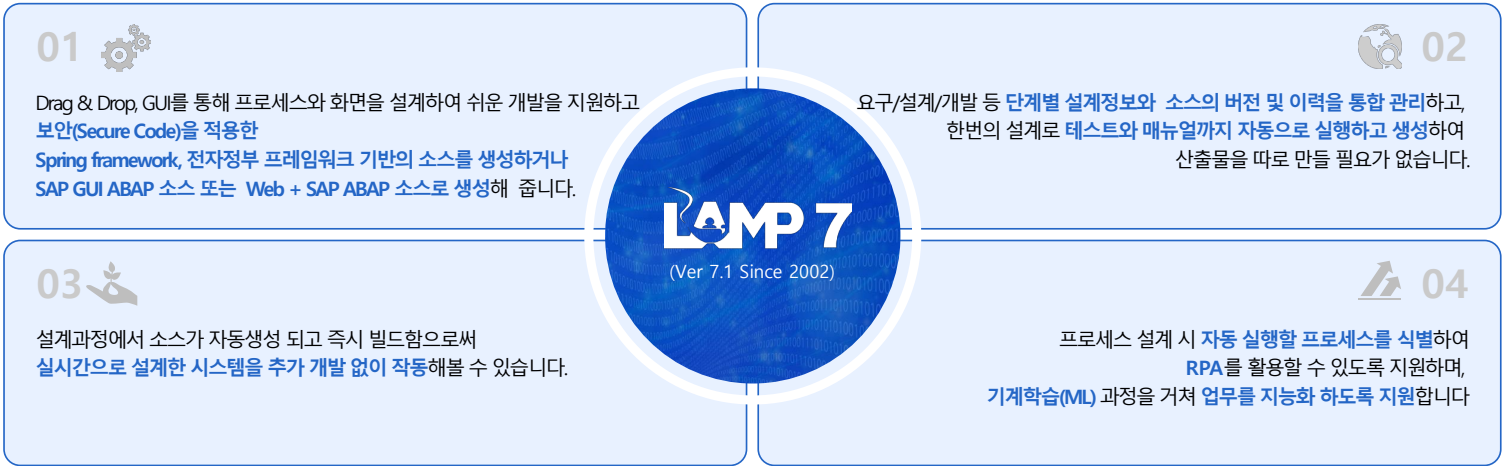 01
Drag & Drop, GUI를 통해 프로세스와 화면을 설계하여 쉬운 개발을 지원하고
보안(Secure Code)을 적용한
Spring framework, 전자정부 프레임워크 기반의 소스를 생성하거나
SAP GUI ABAP 소스 또는 Web + SAP ABAP 소스로 생성해 줍니다.
02
요구/설계/개발 등 단계별 설계정보와 소스의 버전 및 이력을 통합 관리하고,
한번의 설계로 테스트와 매뉴얼까지 자동으로 실행하고 생성하여
산출물을 따로 만들 필요가 없습니다.
LAMP 7
(Ver 7.1 Since 2002)
03
설계과정에서 소스가 자동생성 되고 즉시 빌드함으로써
실시간으로 설계한 시스템을 추가 개발 없이 작동해볼 수 있습니다.
04
프로세스 설계 시 자동 실행할 프로세스를 식별하여
RPA를 활용할 수 있도록 지원하며,
기계학습(ML) 과정을 거쳐 업무를 지능화 하도록 지원합니다